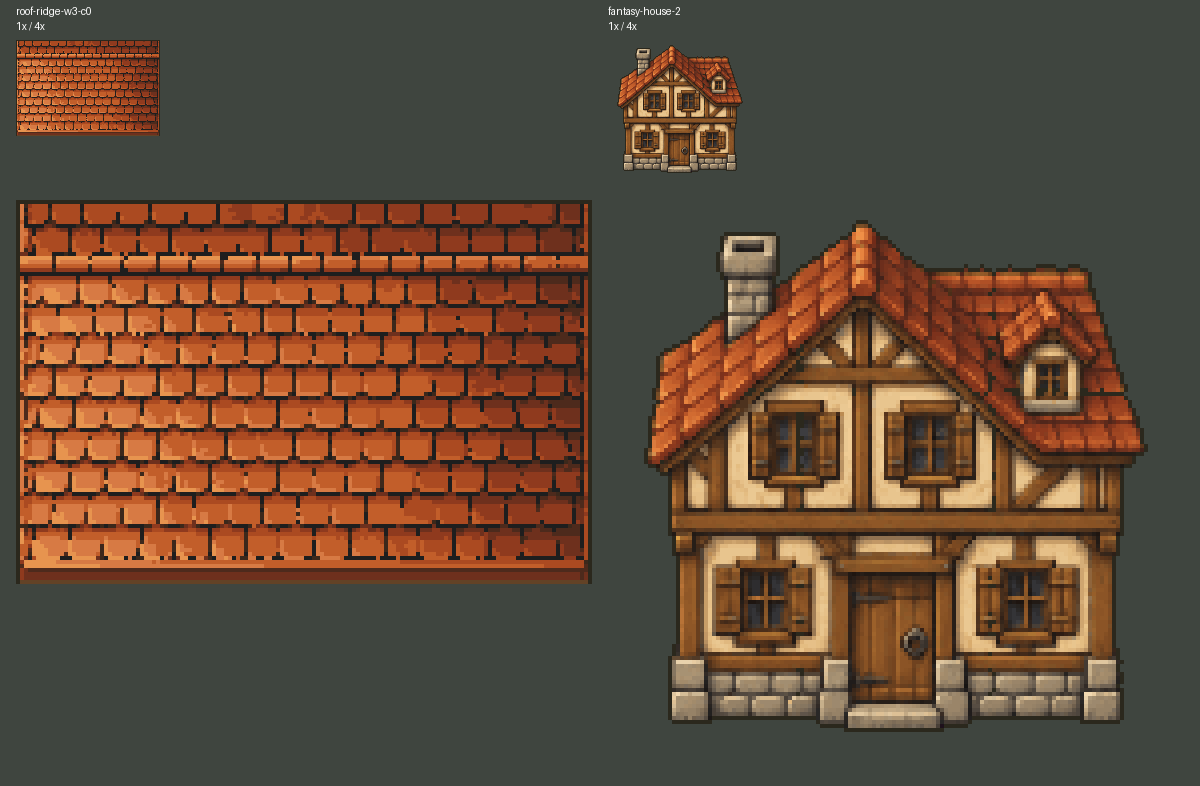 roof-ridge-w3-c0
1x / 4x
fantasy-house-2
1x / 4x